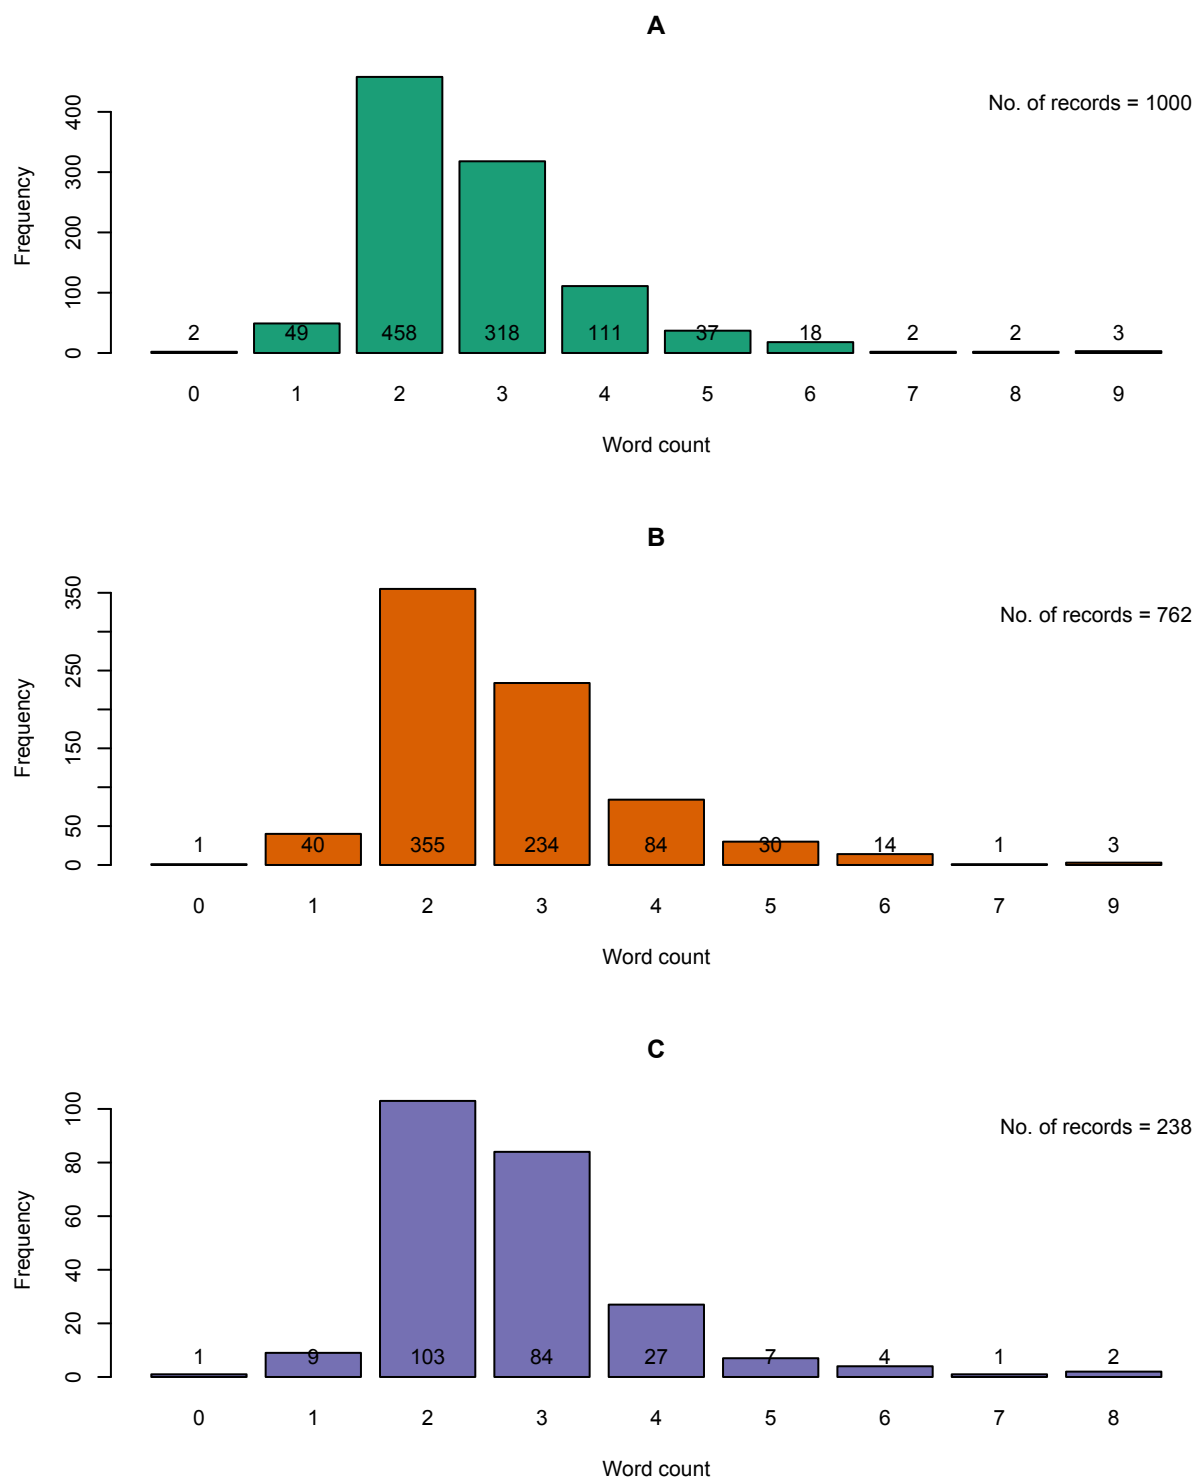 A
No. of records = 1000
Frequency
400
300
200
100
0
2 49 458 318 111 37 18 2 2 3
0 1 2 3 4 5 6 7 8 9
Word count
B
No. of records = 762
Frequency
350
250
150
50
0
1 40 355 234 84 30 14 1 3
0 1 2 3 4 5 6 7 9
Word count
C
No. of records = 238
Frequency
100
80
60
40
20
0
1 9 103 84 27 7 4 1 2
0 1 2 3 4 5 6 7 8
Word count